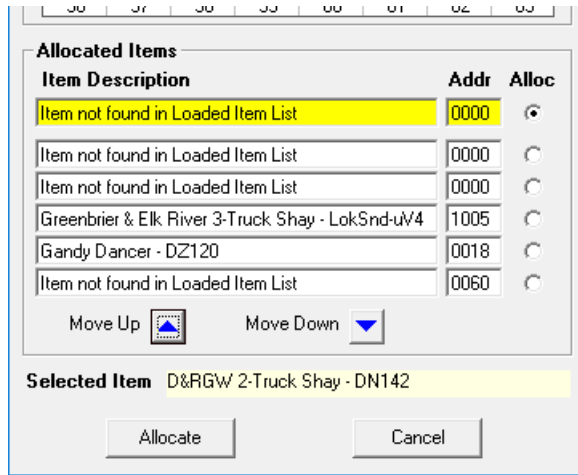 Allocated Items
Item Description Addr Alloc
Item not found in Loaded Item List 0000
Item not found in Loaded Item List 0000
Item not found in Loaded Item List 0000
Greenbrier & Elk River 3-Truck Shay - LokSnd-uV4 1005
Gandy Dancer - DZ120 0018
Item not found in Loaded Item List 0060
Move Up Move Down
Selected Item D&RGW 2-Truck Shay - DN142
Allocate Cancel